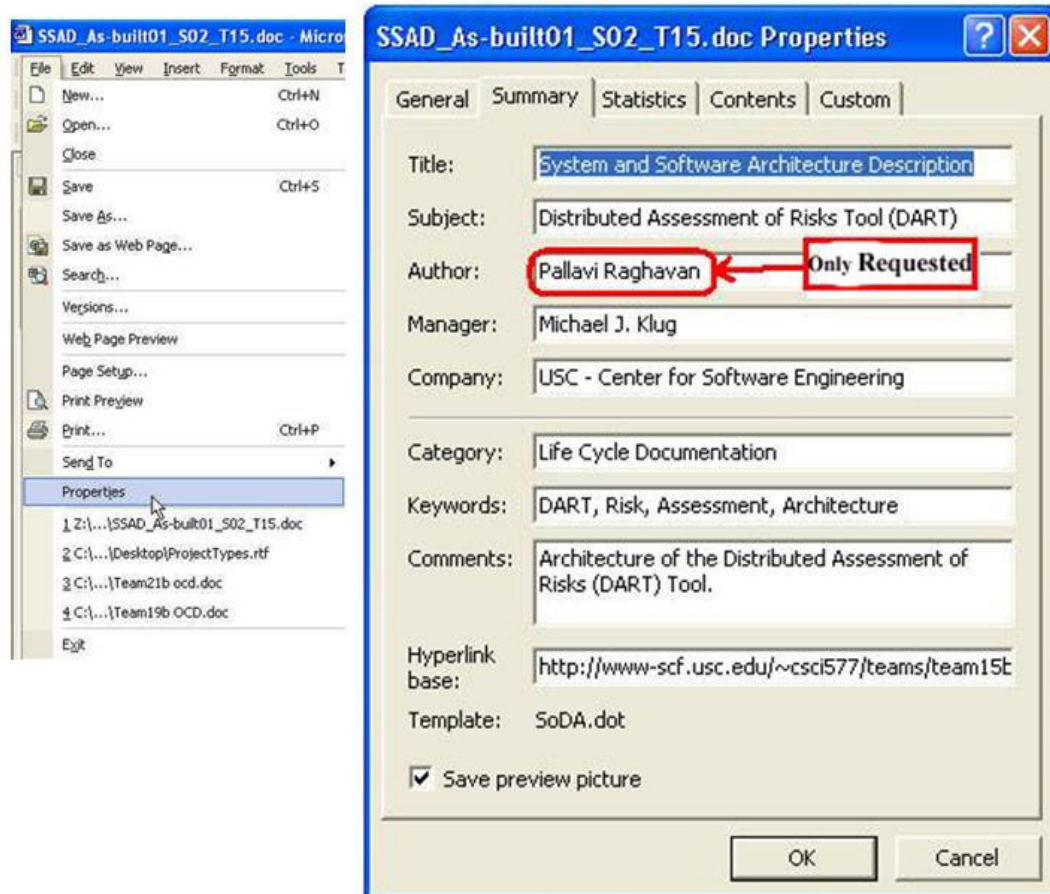 SSAD_As-built01_S02_T15.doc - Micro
File Edit View Insert Format Tools T
New... Ctrl+N
Open... Ctrl+O
Close
Save Ctrl+S
Save As...
Save as Web Page...
Search...
Versions...
Web Page Preview
Page Setup...
Print Preview
Print... Ctrl+P
Send To
Properties
1 Z:\...\SSAD_As-built01_S02_T15.doc
2 C:\...\Desktop\ProjectTypes.rtf
3 C:\...\Team21b ocd.doc
4 C:\...\Team19b OCD.doc
Exit
SSAD_As-built01_S02_T15.doc Properties
General Summary Statistics Contents Custom
Title: System and Software Architecture Description
Subject: Distributed Assessment of Risks Tool (DART)
Author: Pallavi Raghavan Only Requested
Manager: Michael J. Klug
Company: USC - Center for Software Engineering
Category: Life Cycle Documentation
Keywords: DART, Risk, Assessment, Architecture
Comments: Architecture of the Distributed Assessment of
Risks (DART) Tool.
Hyperlink
base: http://www-scf.usc.edu/~csci577/teams/team15b
Template: SoDA.dot
Save preview picture
OK Cancel